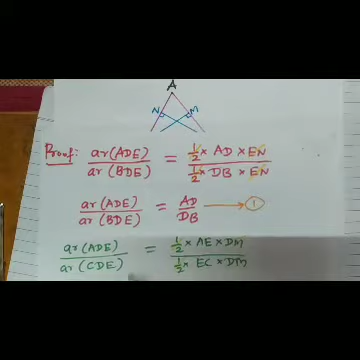 A
N M
Proof: ar(ADE)/ar(BDE) = 1/2 × AD × EN / 1/2 × DB × EN
ar(ADE)/ar(BDE) = AD/DB → ①
ar(ADE)/ar(CDE) = 1/2 × AE × DM / 1/2 × EC × DM